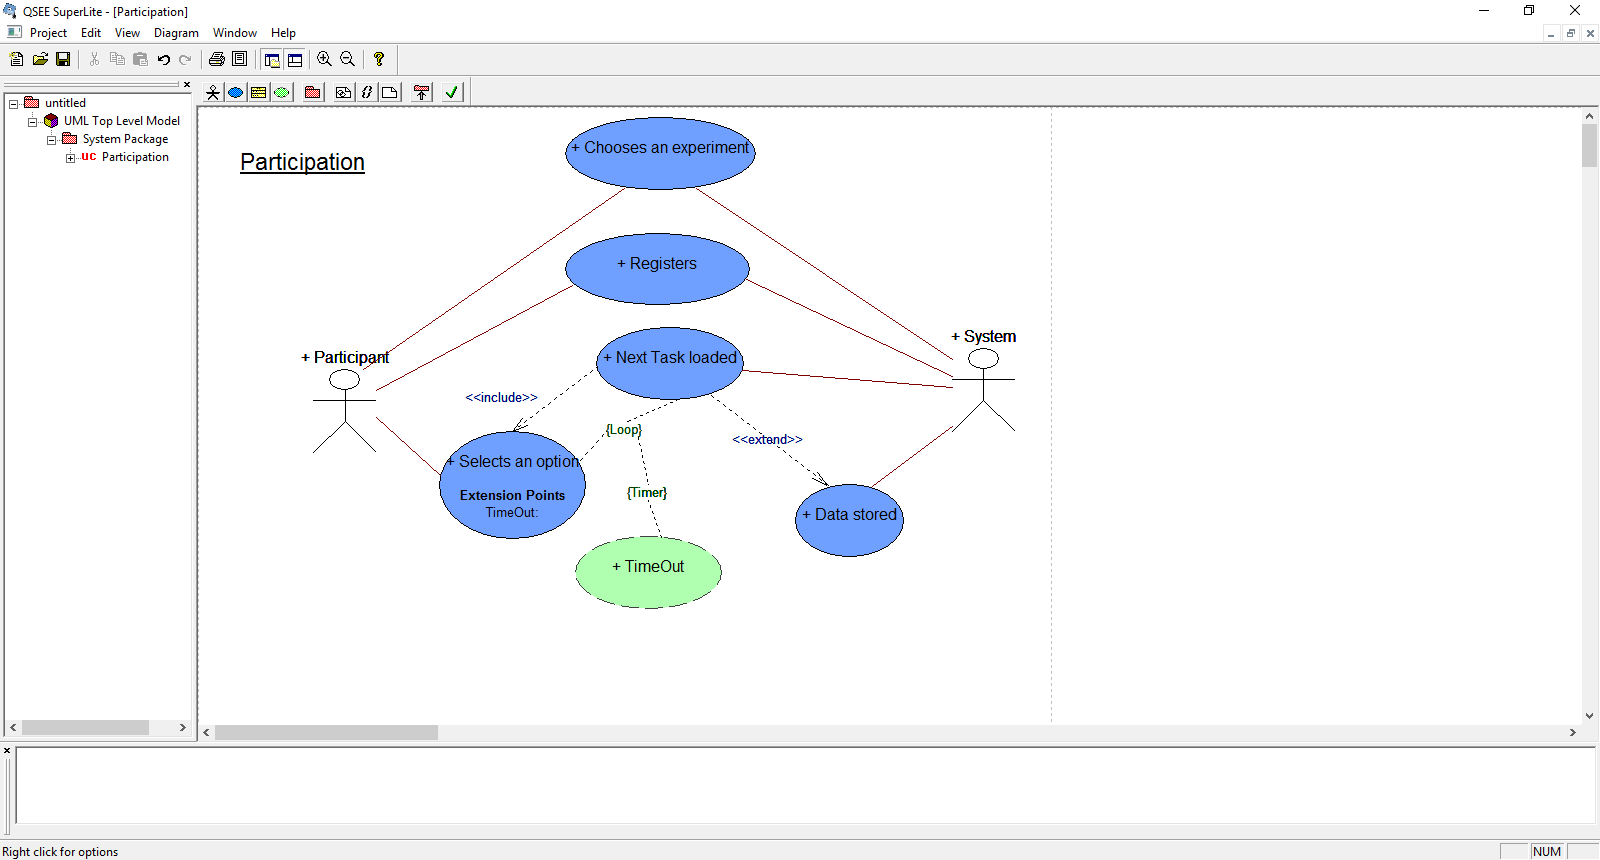 QSEE SuperLite - [Participation]
Project Edit View Diagram Window Help
untitled
UML Top Level Model
System Package
UC Participation
Participation
+ Chooses an experiment
+ Registers
+ Participant
+ System
+ Next Task loaded
<<include>>
{Loop}
<<extend>>
+ Selects an option
Extension Points
TimeOut:
{Timer}
+ Data stored
+ TimeOut
Right click for options
NUM